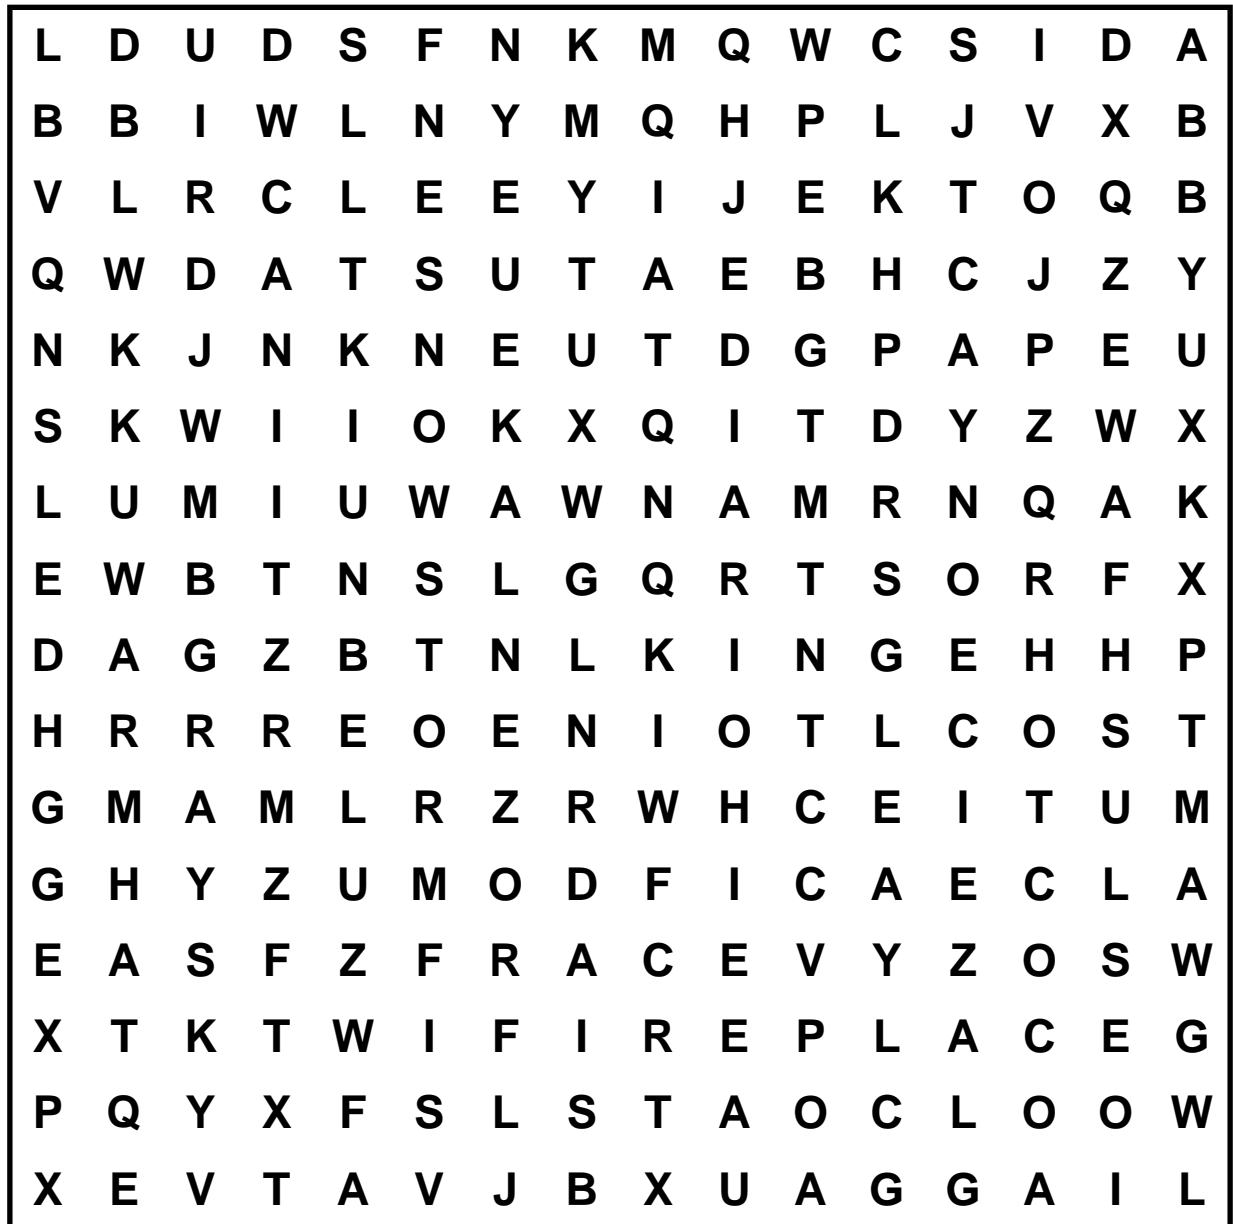 L D U D S F N K M Q W C S I D A
B B I W L N Y M Q H P L J V X B
V L R C L E E Y I J E K T O Q B
Q W D A T S U T A E B H C J Z Y
N K J N K N E U T D G P A P E U
S K W I I O K X Q I T D Y Z W X
L U M I U W A W N A M R N Q A K
E W B T N S L G Q R T S O R F X
D A G Z B T N L K I N G E H H P
H R R R E O E N I O T L C O S T
G M A M L R Z R W H C E I T U M
G H Y Z U M O D F I C A E C L A
E A S F Z F R A C E V Y Z O S W
X T K T W I F I R E P L A C E G
P Q Y X F S L S T A O C L O O W
X E V T A V J B X U A G G A I L